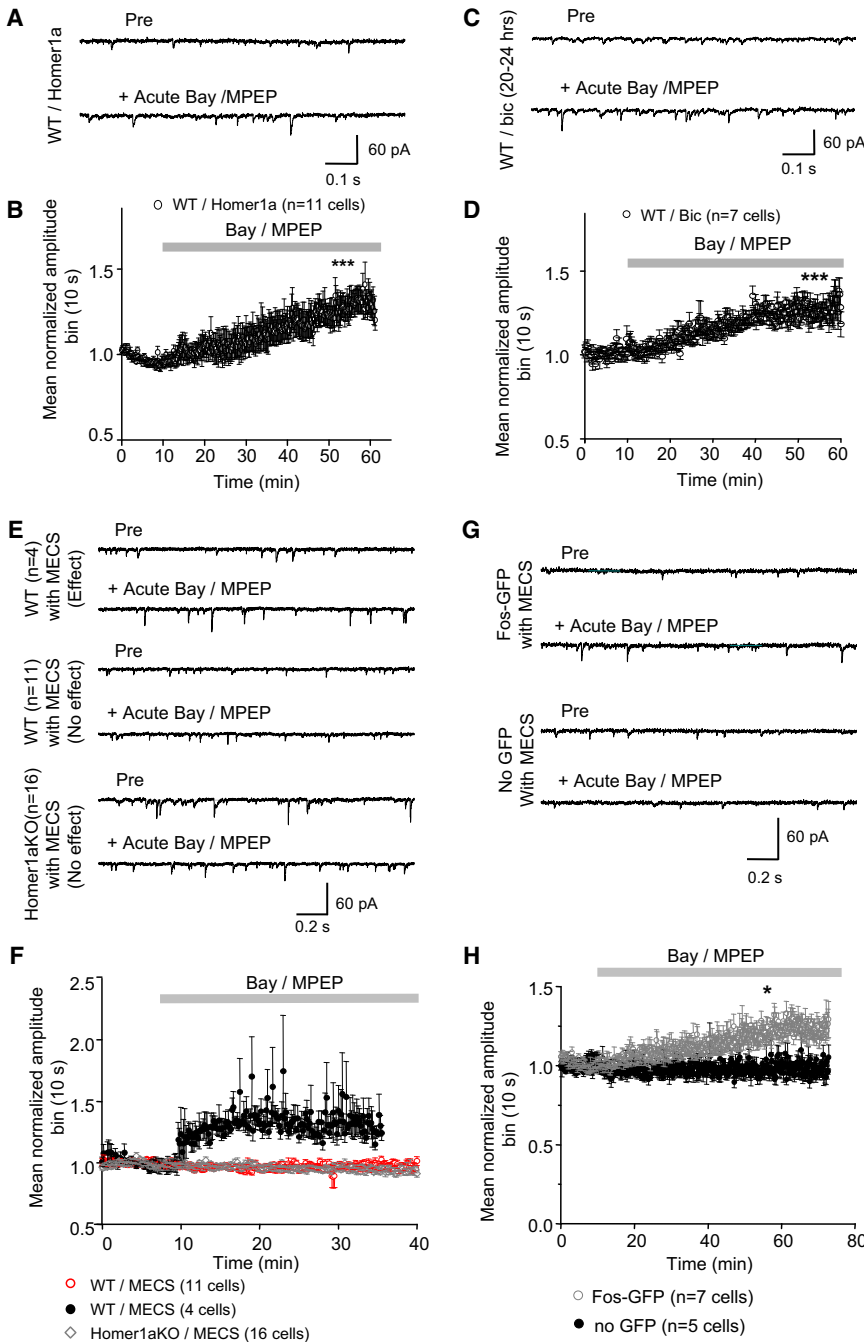 A
WT / Homer1a
Pre
+ Acute Bay /MPEP
60 pA
0.1 s
B
WT / Homer1a (n=11 cells)
Bay / MPEP
***
Mean normalized amplitude
bin (10 s)
1.5
1.0
0.5
0 10 20 30 40 50 60
Time (min)
C
WT / bic (20-24 hrs)
Pre
+ Acute Bay /MPEP
60 pA
0.1 s
D
WT / Bic (n=7 cells)
Bay / MPEP
***
Mean normalized amplitude
bin (10 s)
1.5
1.0
0.5
0 10 20 30 40 50 60
Time (min)
E
WT (n=4)
with MECS
(Effect)
Pre
+ Acute Bay / MPEP
WT (n=11)
with MECS
(No effect)
Pre
+ Acute Bay / MPEP
Homer1aKO(n=16)
with MECS
(No effect)
Pre
+ Acute Bay / MPEP
60 pA
0.2 s
F
Bay / MPEP
Mean normalized amplitude
bin (10 s)
2.5
2.0
1.5
1.0
0.5
0 10 20 30 40
Time (min)
WT / MECS (11 cells)
WT / MECS (4 cells)
Homer1aKO / MECS (16 cells)
G
Fos-GFP
with MECS
Pre
+ Acute Bay / MPEP
No GFP
With MECS
Pre
+ Acute Bay / MPEP
60 pA
0.2 s
H
Bay / MPEP
*
Mean normalized amplitude
bin (10 s)
1.5
1.0
0.5
0.0
0 20 40 60 80
Time (min)
Fos-GFP (n=7 cells)
no GFP (n=5 cells)